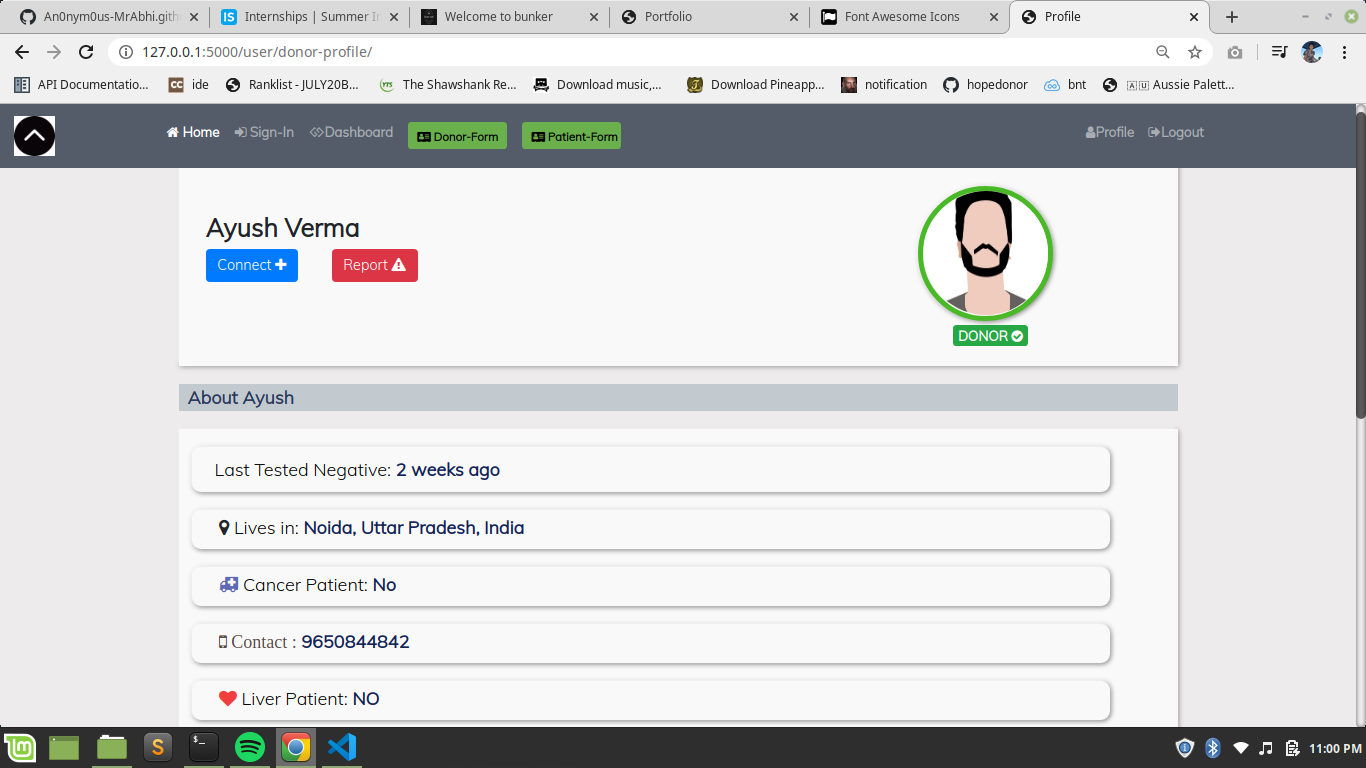 An0nym0us-MrAbhi.gith
Internships | Summer In
Welcome to bunker
Portfolio
Font Awesome Icons
Profile
127.0.0.1:5000/user/donor-profile/
API Documentatio...
ide
Ranklist - JULY20B...
The Shawshank Re...
Download music,...
Download Pineapp...
notification
hopedonor
bnt
🇦🇺 Aussie Palett...
Home
Sign-In
Dashboard
Donor-Form
Patient-Form
Profile
Logout
Ayush Verma
Connect
Report
DONOR
About Ayush
Last Tested Negative: 2 weeks ago
Lives in: Noida, Uttar Pradesh, India
Cancer Patient: No
Contact : 9650844842
Liver Patient: NO
11:00 PM